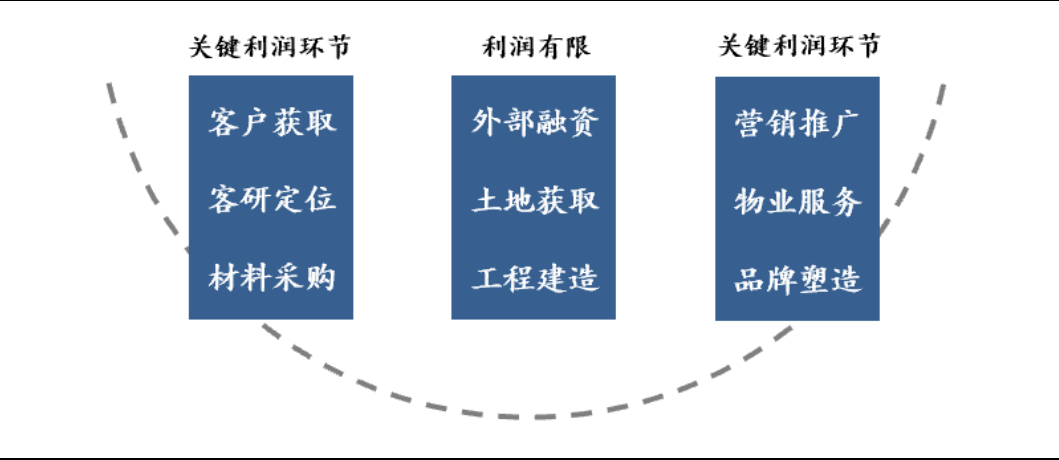 关键利润环节
客户获取
客研定位
材料采购
利润有限
外部融资
土地获取
工程建造
关键利润环节
营销推广
物业服务
品牌塑造